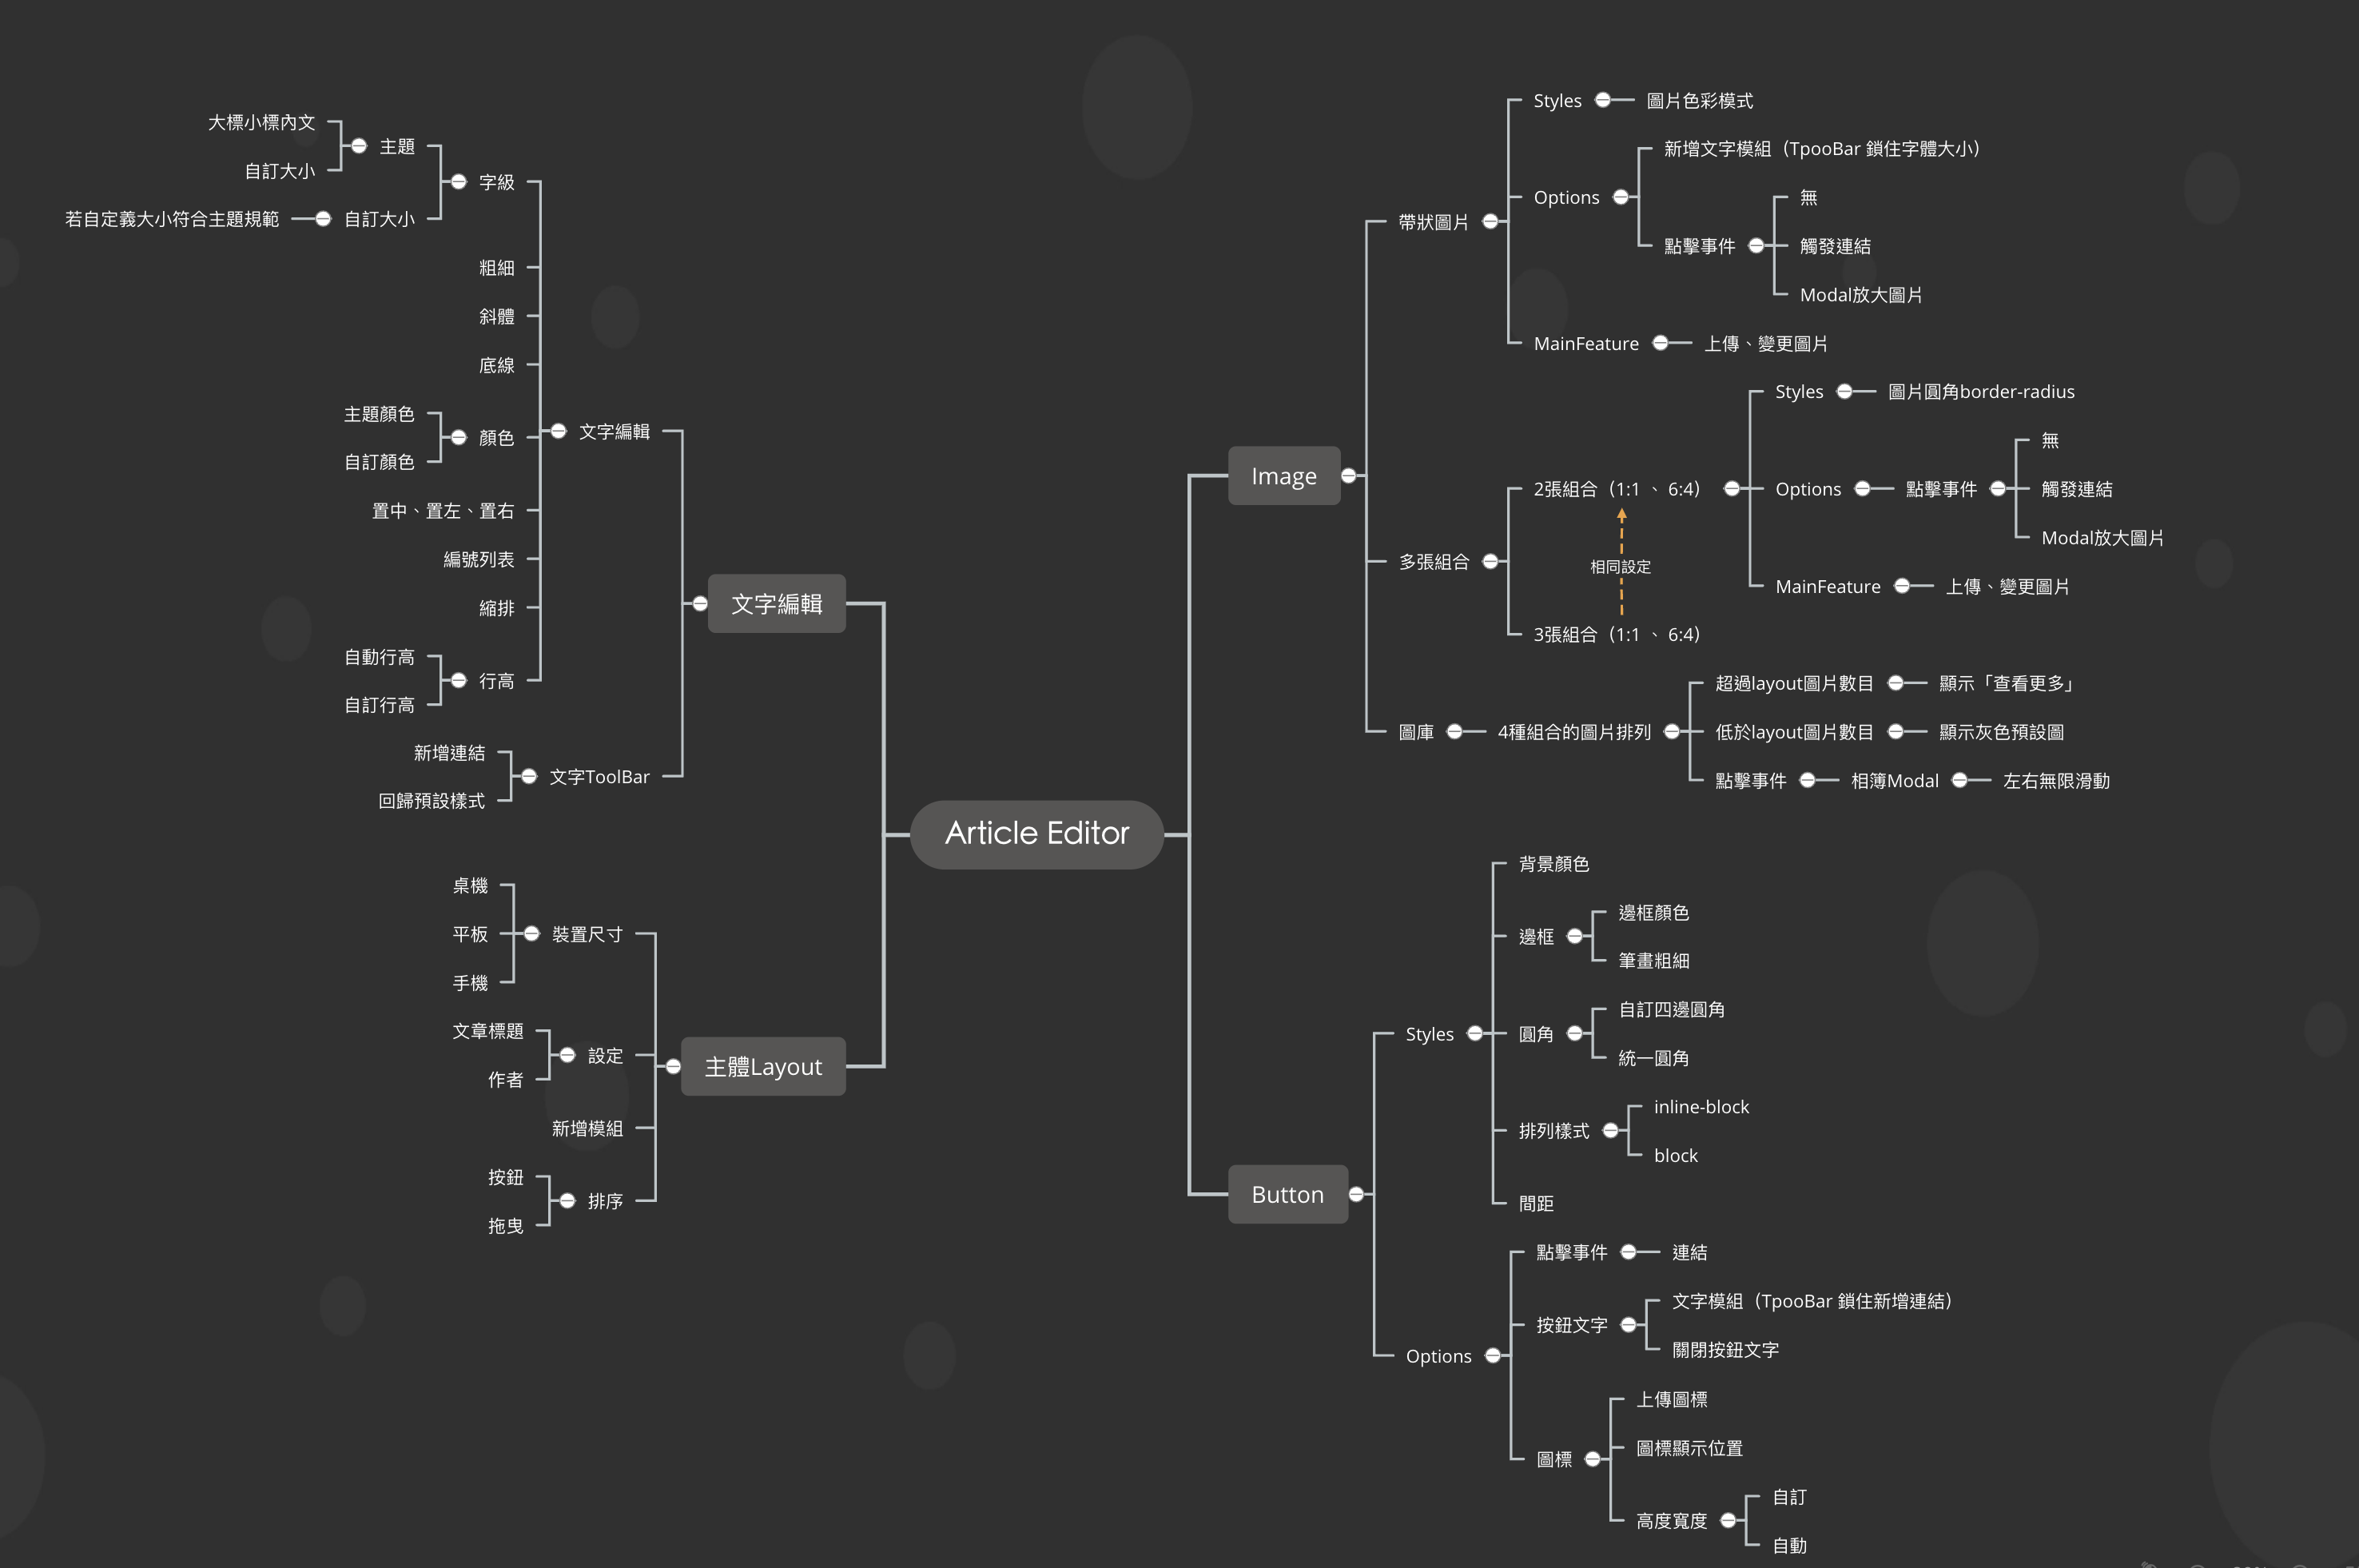 Article Editor
文字編輯
文字編輯
字級
主題
大標小標內文
自訂大小
自訂大小
若自定義大小符合主題規範
粗細
斜體
底線
顏色
主題顏色
自訂顏色
置中、置左、置右
編號列表
縮排
行高
自動行高
自訂行高
文字ToolBar
新增連結
回歸預設樣式
主體Layout
裝置尺寸
桌機
平板
手機
設定
文章標題
作者
新增模組
排序
按鈕
拖曳
Image
帶狀圖片
Styles
圖片色彩模式
Options
新增文字模組（TpooBar 鎖住字體大小）
點擊事件
無
觸發連結
Modal放大圖片
MainFeature
上傳、變更圖片
多張組合
2張組合（1:1 、 6:4）
Styles
圖片圓角border-radius
Options
點擊事件
無
觸發連結
Modal放大圖片
MainFeature
上傳、變更圖片
相同設定
3張組合（1:1 、 6:4）
圖庫
4種組合的圖片排列
超過layout圖片數目
顯示「查看更多」
低於layout圖片數目
顯示灰色預設圖
點擊事件
相簿Modal
左右無限滑動
Button
Styles
背景顏色
邊框
邊框顏色
筆畫粗細
圓角
自訂四邊圓角
統一圓角
排列樣式
inline-block
block
間距
Options
點擊事件
連結
按鈕文字
文字模組（TpooBar 鎖住新增連結）
關閉按鈕文字
圖標
上傳圖標
圖標顯示位置
高度寬度
自訂
自動